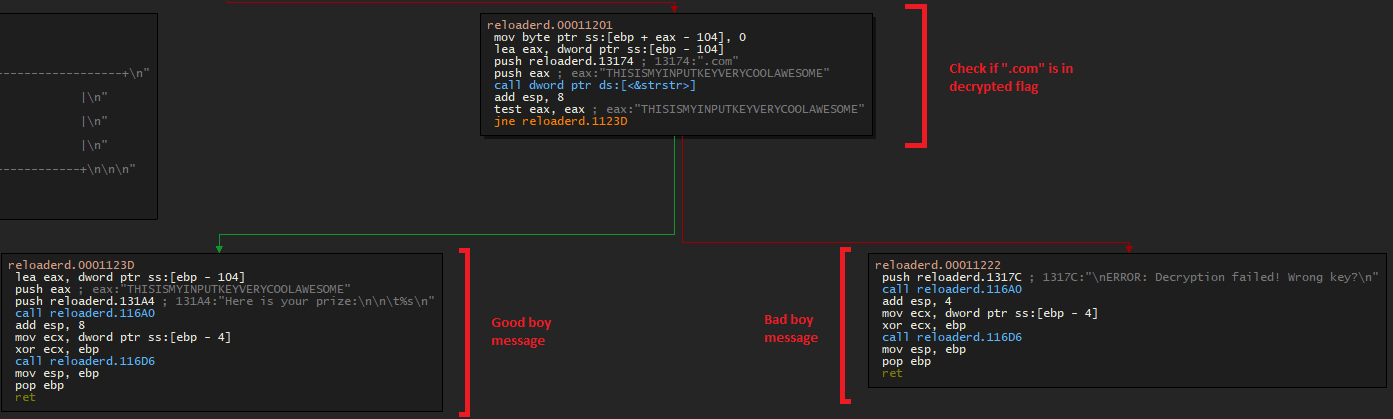 reloaderd.00011201
mov byte ptr ss:[ebp + eax - 104], 0
lea eax, dword ptr ss:[ebp - 104]
push reloaderd.13174 ; 13174:".com"
push eax ; eax:"THISISMYINPUTKEYVERYCOOLAWESOME"
call dword ptr ds:[<&strstr>]
add esp, 8
test eax, eax ; eax:"THISISMYINPUTKEYVERYCOOLAWESOME"
jne reloaderd.1123D
Check if ".com" is in
decrypted flag
-----------------+\n"
|\n"
|\n"
|\n"
-----------+\n\n\n"
reloaderd.0001123D
lea eax, dword ptr ss:[ebp - 104]
push eax ; eax:"THISISMYINPUTKEYVERYCOOLAWESOME"
push reloaderd.131A4 ; 131A4:"Here is your prize:\n\n\t%s\n"
call reloaderd.116A0
add esp, 8
mov ecx, dword ptr ss:[ebp - 4]
xor ecx, ebp
call reloaderd.116D6
mov esp, ebp
pop ebp
ret
Good boy
message
Bad boy
message
reloaderd.00011222
push reloaderd.1317C ; 1317C:"\nERROR: Decryption failed! Wrong key?\n"
call reloaderd.116A0
add esp, 4
mov ecx, dword ptr ss:[ebp - 4]
xor ecx, ebp
call reloaderd.116D6
mov esp, ebp
pop ebp
ret